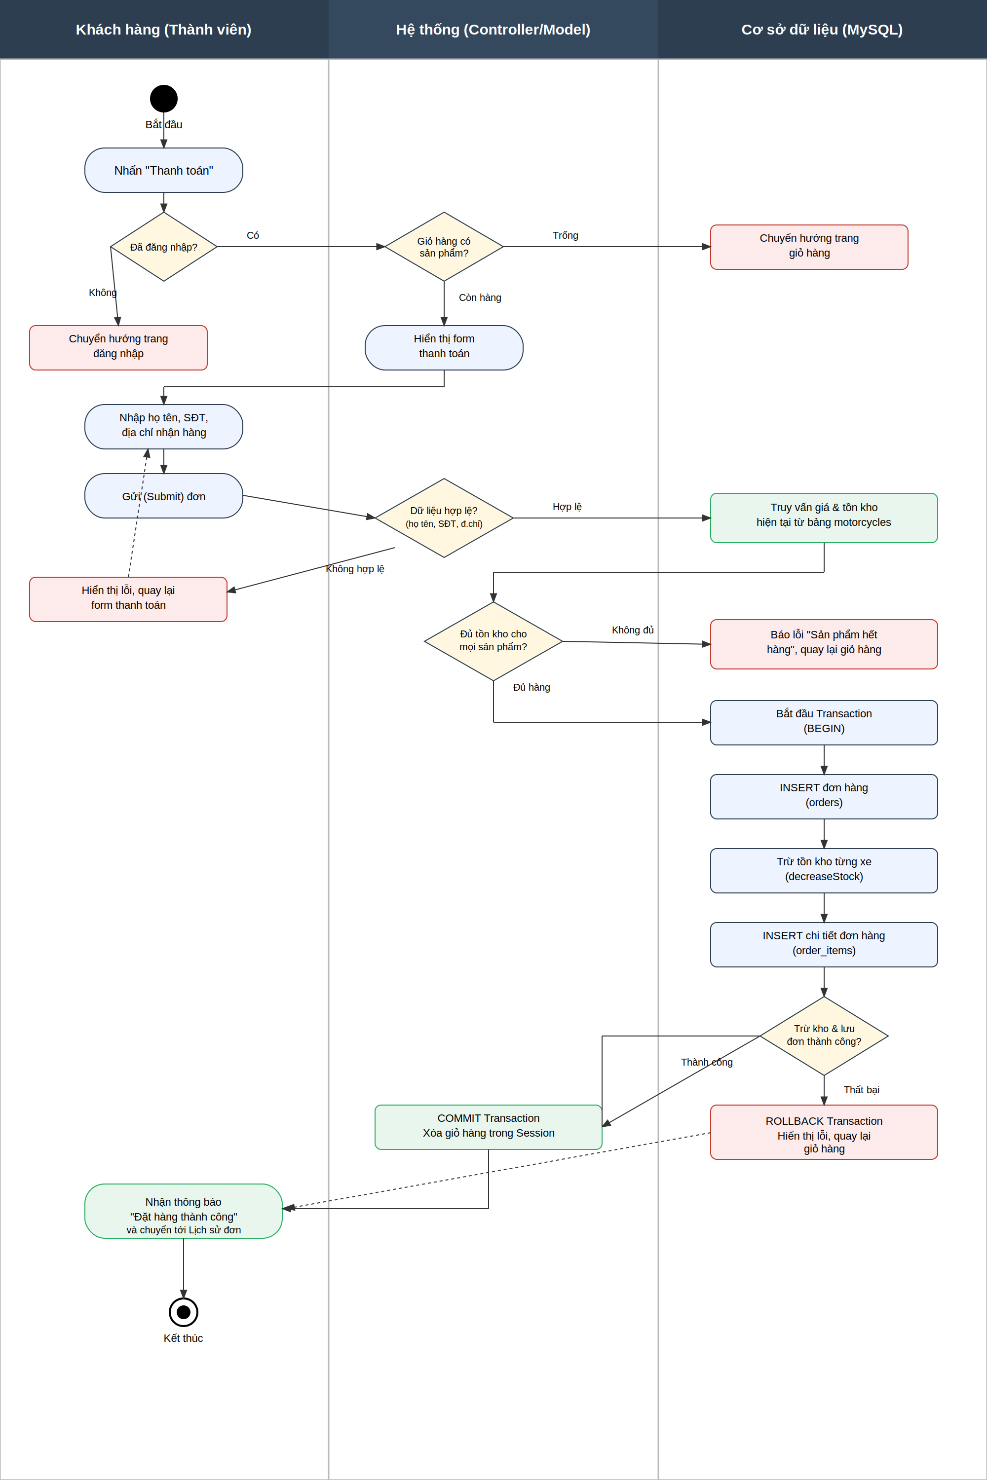 Khách hàng (Thành viên)
Hệ thống (Controller/Model)
Cơ sở dữ liệu (MySQL)
Bắt đầu
Nhấn "Thanh toán"
Đã đăng nhập?
Có
Giỏ hàng có
sản phẩm?
Trống
Chuyển hướng trang
giỏ hàng
Không
Còn hàng
Chuyển hướng trang
đăng nhập
Hiển thị form
thanh toán
Nhập họ tên, SĐT,
địa chỉ nhận hàng
Gửi (Submit) đơn
Dữ liệu hợp lệ?
(họ tên, SĐT, đ.chỉ)
Hợp lệ
Truy vấn giá & tồn kho
hiện tại từ bảng motorcycles
Không hợp lệ
Hiển thị lỗi, quay lại
form thanh toán
Đủ tồn kho cho
mọi sản phẩm?
Không đủ
Báo lỗi "Sản phẩm hết
hàng", quay lại giỏ hàng
Đủ hàng
Bắt đầu Transaction
(BEGIN)
INSERT đơn hàng
(orders)
Trừ tồn kho từng xe
(decreaseStock)
INSERT chi tiết đơn hàng
(order_items)
Trừ kho & lưu
đơn thành công?
Thành công
Thất bại
COMMIT Transaction
Xóa giỏ hàng trong Session
ROLLBACK Transaction
Hiển thị lỗi, quay lại
giỏ hàng
Nhận thông báo
"Đặt hàng thành công"
và chuyển tới Lịch sử đơn
Kết thúc